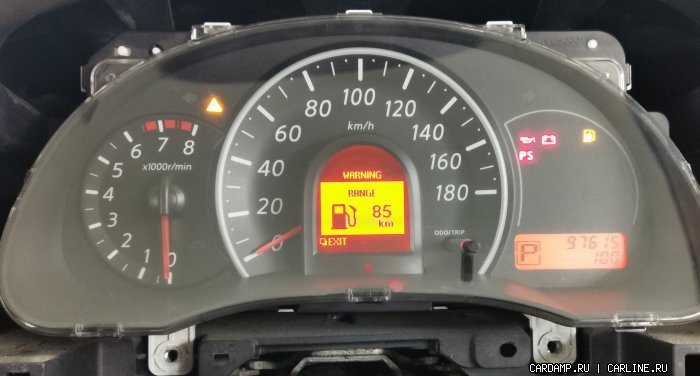 100
80
120
60
140
40
160
20
180
0
km/h
0
1
2
3
4
5
6
7
8
x1000r/min
WARNING
RANGE
85
km
EXIT
ODO/TRIP
PS
P
97615
100
CARDAMP.RU | CARLINE.RU